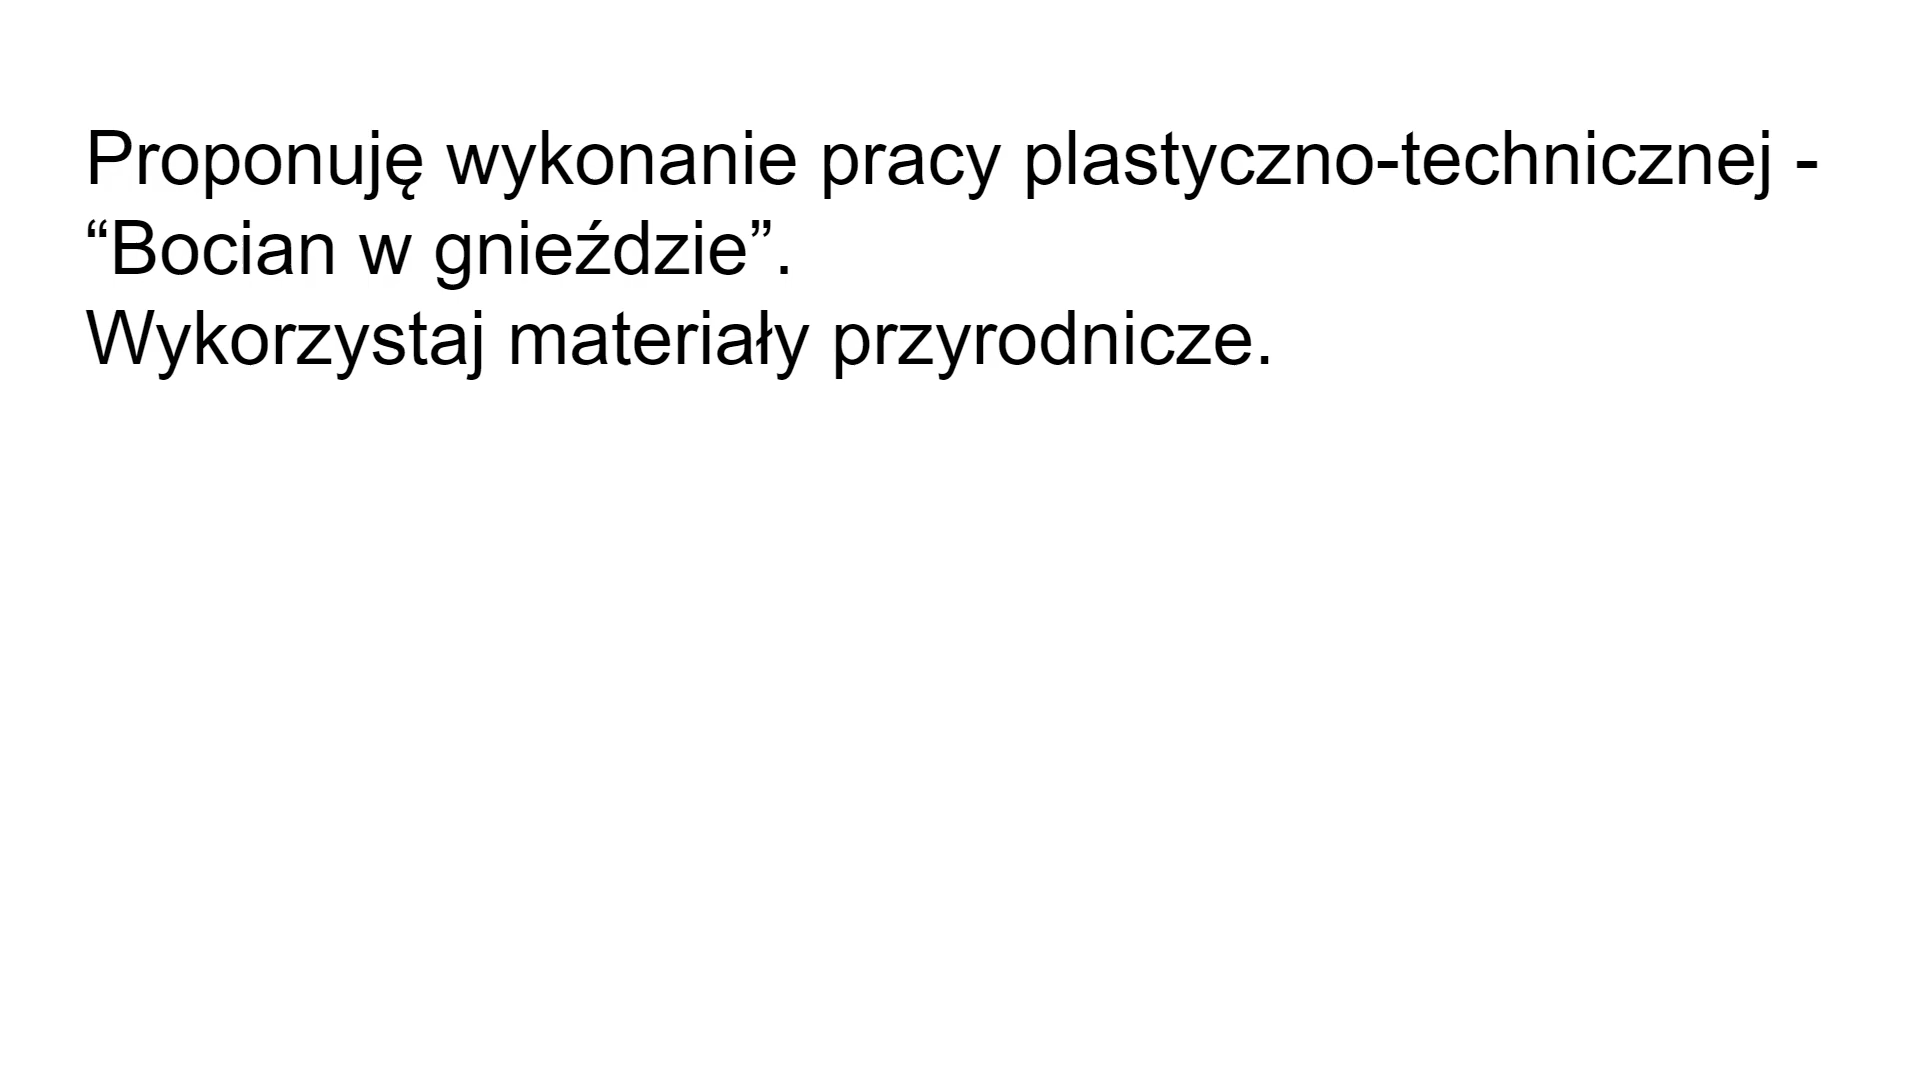 Proponuję wykonanie pracy plastyczno-technicznej -
“Bocian w gnieździe”.
Wykorzystaj materiały przyrodnicze.